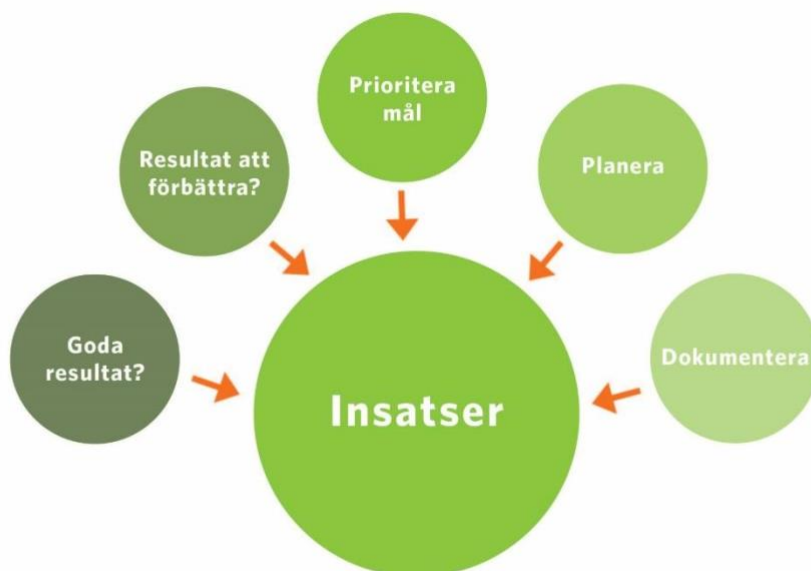 Prioritera
mål
Resultat att
förbättra?
Planera
Goda
resultat?
Dokumentera
Insatser